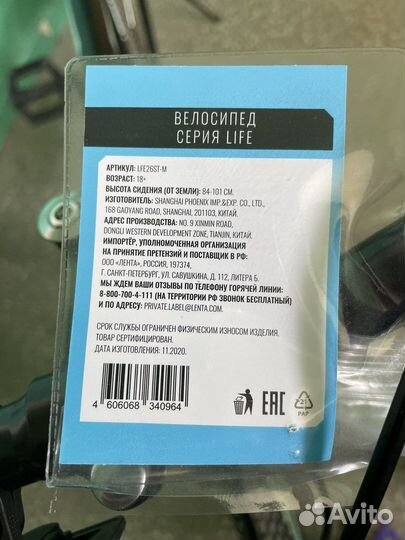 ВЕЛОСИПЕД
СЕРИЯ LIFE
АРТИКУЛ: LFE26ST-M
ВОЗРАСТ: 18+
ВЫСОТА СИДЕНИЯ (ОТ ЗЕМЛИ): 84-101 СМ.
ИЗГОТОВИТЕЛЬ: SHANGHAI PHOENIX IMP.&EXP. CO., LTD.,
168 GAOYANG ROAD, SHANGHAI, 201103, КИТАЙ.
АДРЕС ПРОИЗВОДСТВА: NO. 9 XINMIN ROAD,
DONGLI WESTERN DEVELOPMENT ZONE, TIANJIN, КИТАЙ.
ИМПОРТЁР, УПОЛНОМОЧЕННАЯ ОРГАНИЗАЦИЯ
НА ПРИНЯТИЕ ПРЕТЕНЗИЙ И ПОСТАВЩИК В РФ:
ООО «ЛЕНТА», РОССИЯ, 197374,
Г. САНКТ-ПЕТЕРБУРГ, УЛ. САВУШКИНА, Д. 112, ЛИТЕРА Б.
МЫ ЖДЕМ ВАШИ ОТЗЫВЫ ПО ТЕЛЕФОНУ ГОРЯЧЕЙ ЛИНИИ:
8-800-700-4-111 (НА ТЕРРИТОРИИ РФ ЗВОНОК БЕСПЛАТНЫЙ)
И ПО АДРЕСУ: PRIVATE.LABEL@LENTA.COM.
СРОК СЛУЖБЫ ОГРАНИЧЕН ФИЗИЧЕСКИМ ИЗНОСОМ ИЗДЕЛИЯ.
ТОВАР СЕРТИФИЦИРОВАН.
ДАТА ИЗГОТОВЛЕНИЯ: 11.2020.
4 606068 340964
EAC
21
PAP
Avito